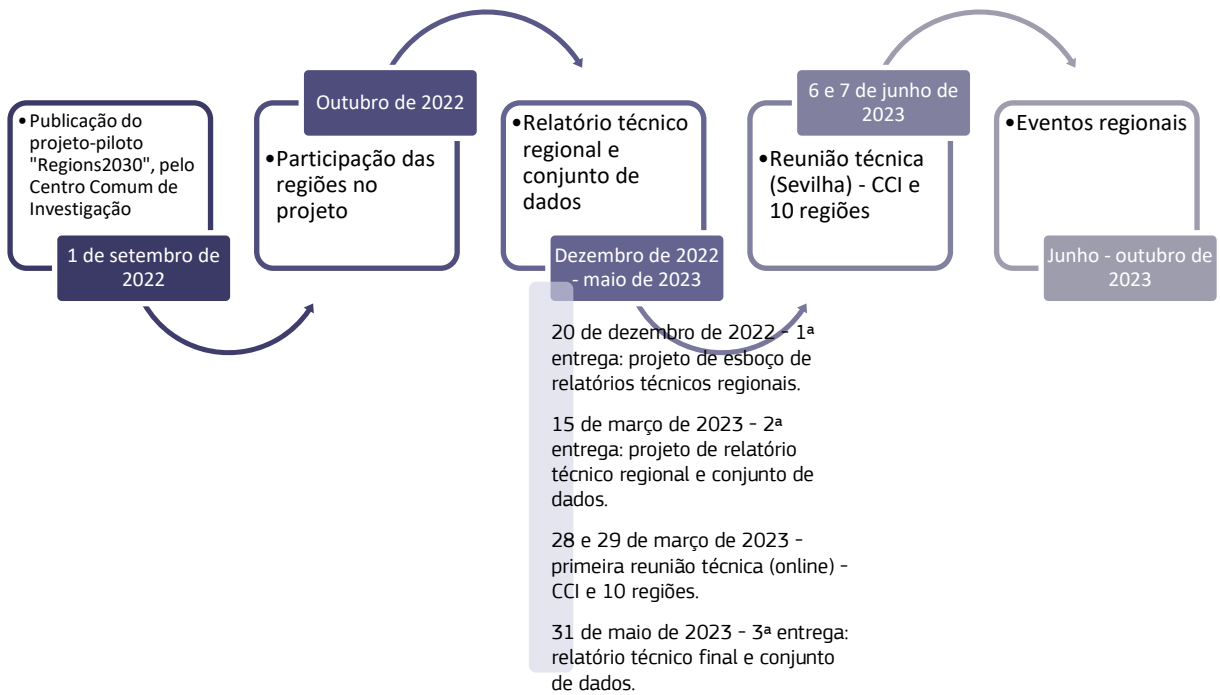 • Publicação do
projeto-piloto
"Regions2030", pelo
Centro Comum de
Investigação
1 de setembro de
2022
Outubro de 2022
• Participação das
regiões no
projeto
• Relatório técnico
regional e
conjunto de
dados
Dezembro de 2022
- maio de 2023
20 de dezembro de 2022 - 1ª
entrega: projeto de esboço de
relatórios técnicos regionais.
15 de março de 2023 - 2ª
entrega: projeto de relatório
técnico regional e conjunto de
dados.
28 e 29 de março de 2023 -
primeira reunião técnica (online) -
CCI e 10 regiões.
31 de maio de 2023 - 3ª entrega:
relatório técnico final e conjunto
de dados.
6 e 7 de junho de
2023
• Reunião técnica
(Sevilha) - CCI e
10 regiões
• Eventos regionais
Junho - outubro de
2023